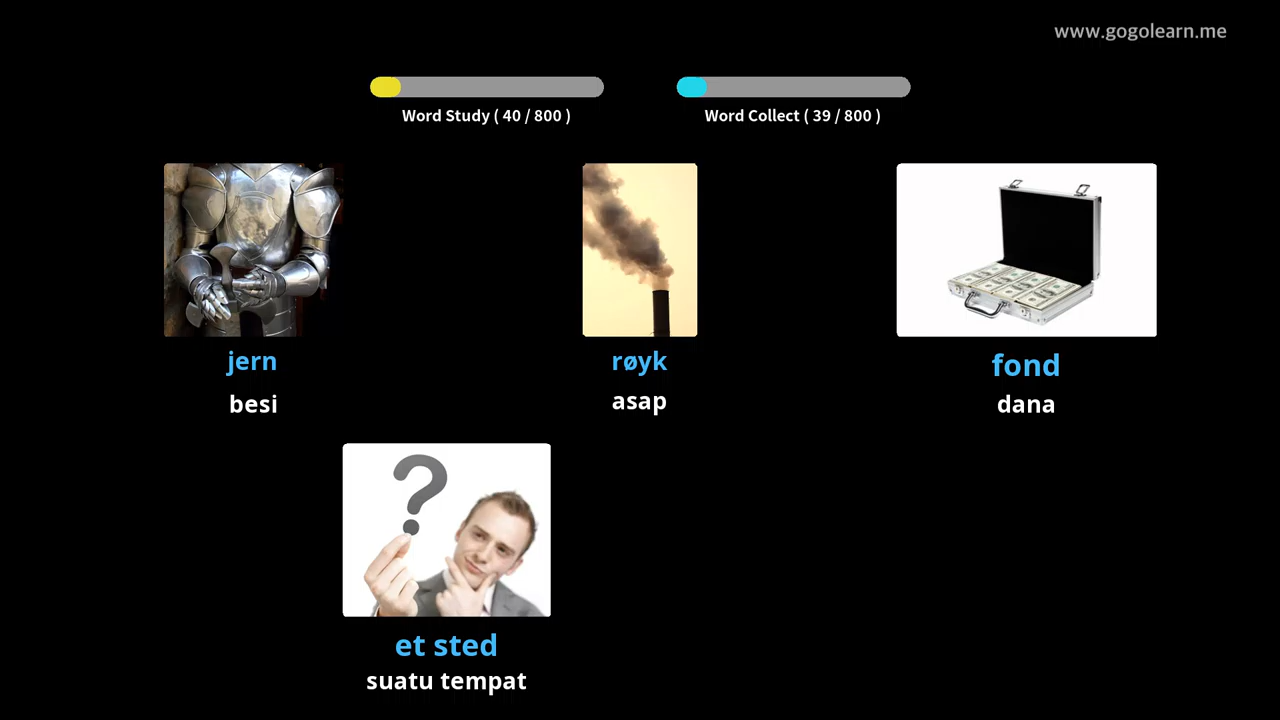 www.gogolearn.me
Word Study ( 40 / 800 )
Word Collect ( 39 / 800 )
jern
besi
røyk
asap
fond
dana
et sted
suatu tempat